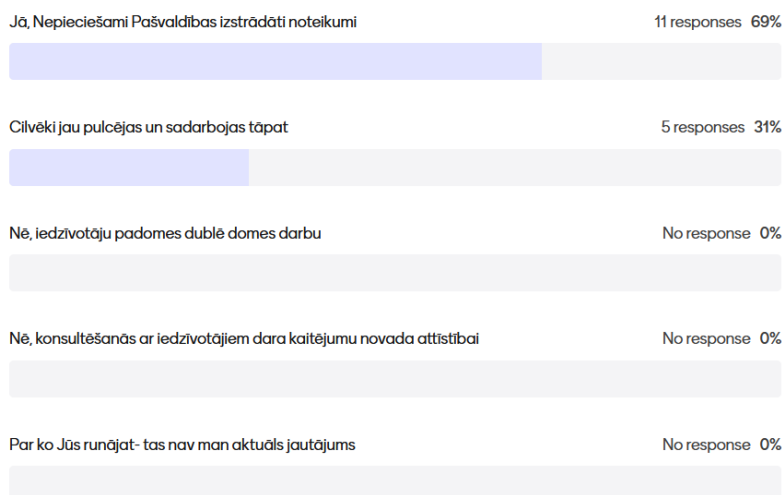 Jā, Nepieciešami Pašvaldības izstrādāti noteikumi 11 responses 69%
Cilvēki jau pulcējas un sadarbojas tāpat 5 responses 31%
Nē, iedzīvotāju padomes dublē domes darbu No response 0%
Nē, konsultēšanās ar iedzīvotājiem dara kaitējumu novada attīstībai No response 0%
Par ko Jūs runājat- tas nav man aktuāls jautājums No response 0%